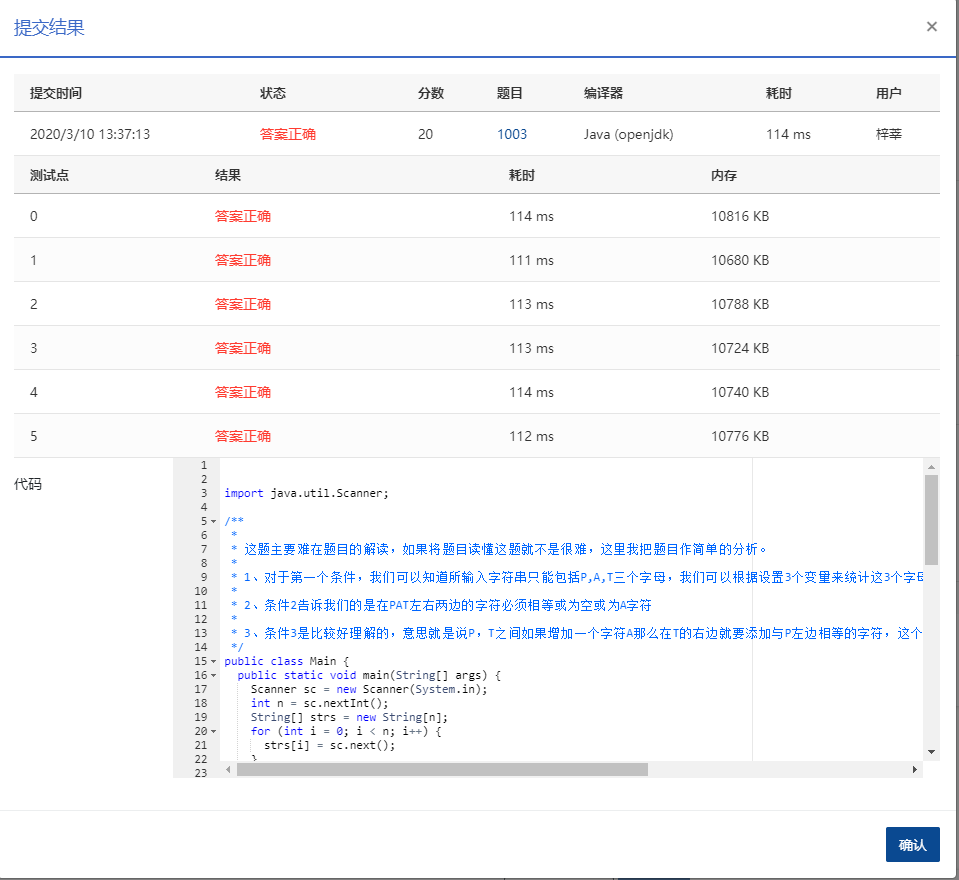 提交结果 ×
提交时间 状态 分数 题目 编译器 耗时 用户
2020/3/10 13:37:13 答案正确 20 1003 Java (openjdk) 114 ms 梓莘
测试点 结果 耗时 内存
0 答案正确 114 ms 10816 KB
1 答案正确 111 ms 10680 KB
2 答案正确 113 ms 10788 KB
3 答案正确 113 ms 10724 KB
4 答案正确 114 ms 10740 KB
5 答案正确 112 ms 10776 KB
代码
1
2
3 import java.util.Scanner;
4
5 /**
6 *
7 * 这题主要难在题目的解读，如果将题目读懂这题就不是很难，这里我把题目作简单的分析。
8 *
9 * 1、对于第一个条件，我们可以知道所输入字符串只能包括P,A,T三个字母，我们可以根据设置3个变量来统计这3个字母
10 *
11 * 2、条件2告诉我们的是在PAT左右两边的字符必须相等或为空或为A字符
12 *
13 * 3、条件3是比较好理解的，意思就是说P，T之间如果增加一个字符A那么在T的右边就要添加与P左边相等的字符，这个
14 */
15 public class Main {
16 public static void main(String[] args) {
17 Scanner sc = new Scanner(System.in);
18 int n = sc.nextInt();
19 String[] strs = new String[n];
20 for (int i = 0; i < n; i++) {
21 strs[i] = sc.next();
22 }
23
确认